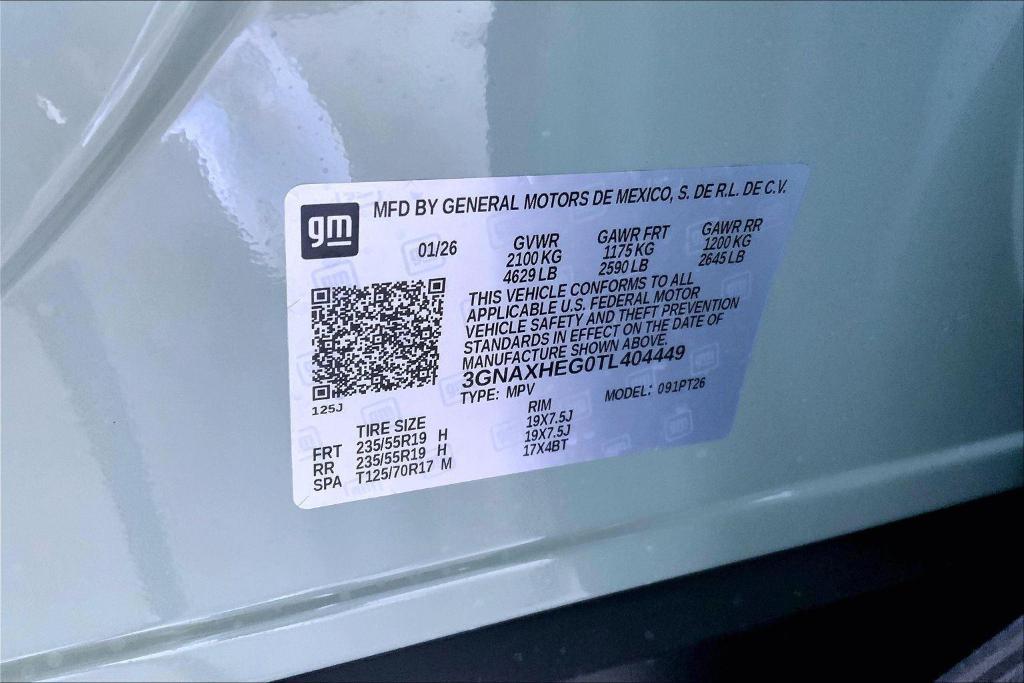 gm
MFD BY GENERAL MOTORS DE MEXICO, S. DE R.L. DE C.V.
01/26
GVWR GAWR FRT GAWR RR
2100 KG 1175 KG 1200 KG
4629 LB 2590 LB 2645 LB
THIS VEHICLE CONFORMS TO ALL
APPLICABLE U.S. FEDERAL MOTOR
VEHICLE SAFETY AND THEFT PREVENTION
STANDARDS IN EFFECT ON THE DATE OF
MANUFACTURE SHOWN ABOVE.
3GNAXHEG0TL404449
TYPE: MPV MODEL: 091PT26
125J
TIRE SIZE RIM
FRT 235/55R19 H 19X7.5J
RR 235/55R19 H 19X7.5J
SPA T125/70R17 M 17X4BT